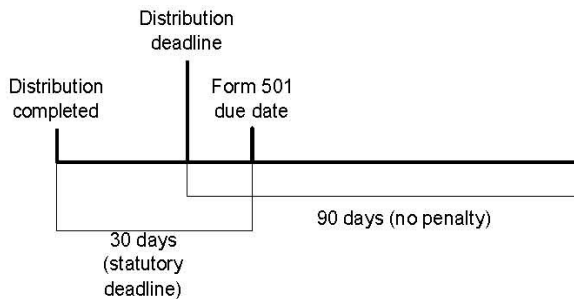 Distribution
deadline
Distribution
completed
Form 501
due date
90 days (no penalty)
30 days
(statutory
deadline)